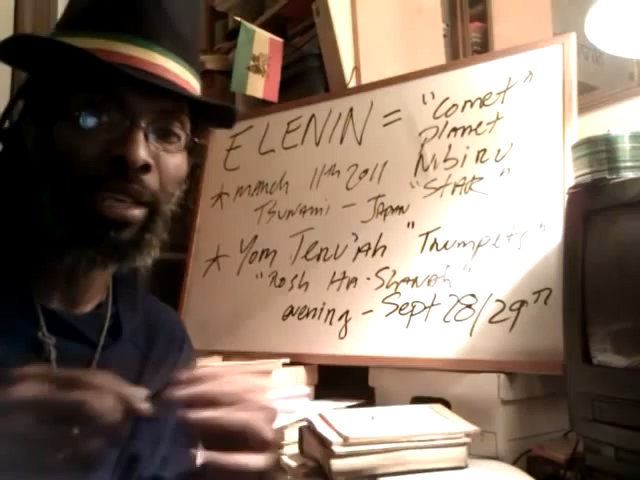 ELENIN = "Comet"
planet
Nibiru
* March 11th 2011 "STAR"
Tsunami - Japan
* Yom Teru'ah "Trumpets"
"Rosh Ha-Shanah"
evening - Sept 28/29th